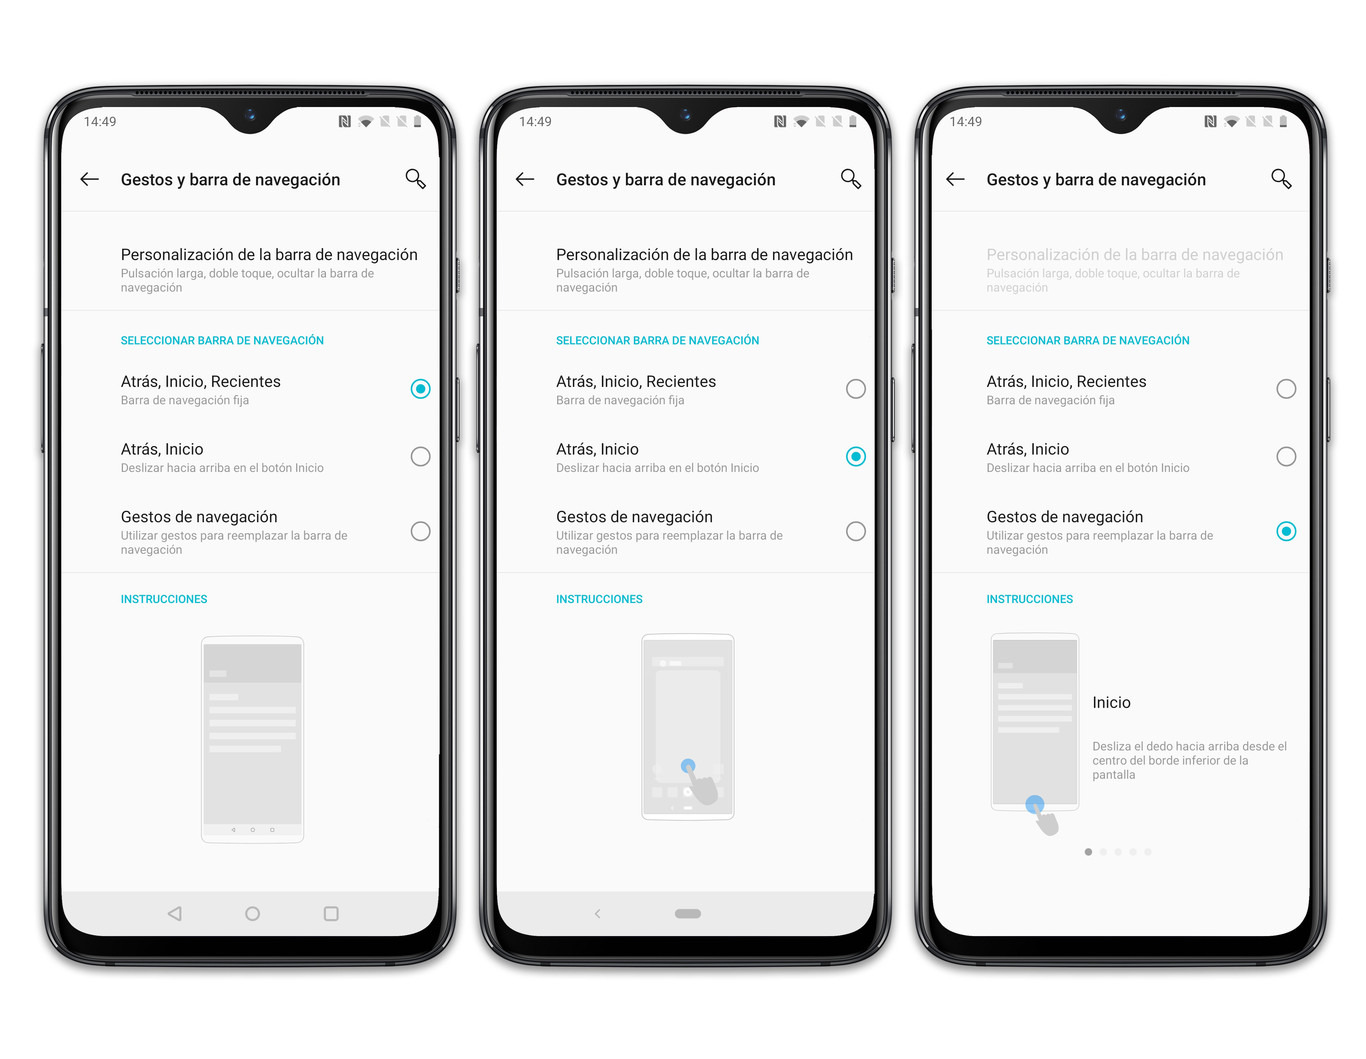 14:49
Gestos y barra de navegación
Personalización de la barra de navegación
Pulsación larga, doble toque, ocultar la barra de
navegación
SELECCIONAR BARRA DE NAVEGACIÓN
Atrás, Inicio, Recientes
Barra de navegación fija
Atrás, Inicio
Deslizar hacia arriba en el botón Inicio
Gestos de navegación
Utilizar gestos para reemplazar la barra de
navegación
INSTRUCCIONES
14:49
Gestos y barra de navegación
Personalización de la barra de navegación
Pulsación larga, doble toque, ocultar la barra de
navegación
SELECCIONAR BARRA DE NAVEGACIÓN
Atrás, Inicio, Recientes
Barra de navegación fija
Atrás, Inicio
Deslizar hacia arriba en el botón Inicio
Gestos de navegación
Utilizar gestos para reemplazar la barra de
navegación
INSTRUCCIONES
14:49
Gestos y barra de navegación
Personalización de la barra de navegación
Pulsación larga, doble toque, ocultar la barra de
navegación
SELECCIONAR BARRA DE NAVEGACIÓN
Atrás, Inicio, Recientes
Barra de navegación fija
Atrás, Inicio
Deslizar hacia arriba en el botón Inicio
Gestos de navegación
Utilizar gestos para reemplazar la barra de
navegación
INSTRUCCIONES
Inicio
Desliza el dedo hacia arriba desde el
centro del borde inferior de la
pantalla